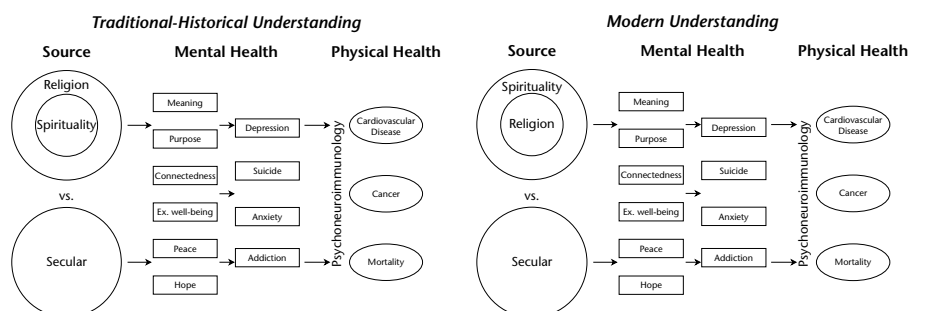 Traditional-Historical Understanding
Source Mental Health Physical Health
Religion
Spirituality
vs.
Secular
Meaning
Purpose
Connectedness
Ex. well-being
Peace
Hope
Depression
Suicide
Anxiety
Addiction
Psychoneuroimmunology
Cardiovascular
Disease
Cancer
Mortality
Modern Understanding
Source Mental Health Physical Health
Spirituality
Religion
vs.
Secular
Meaning
Purpose
Connectedness
Ex. well-being
Peace
Hope
Depression
Suicide
Anxiety
Addiction
Psychoneuroimmunology
Cardiovascular
Disease
Cancer
Mortality